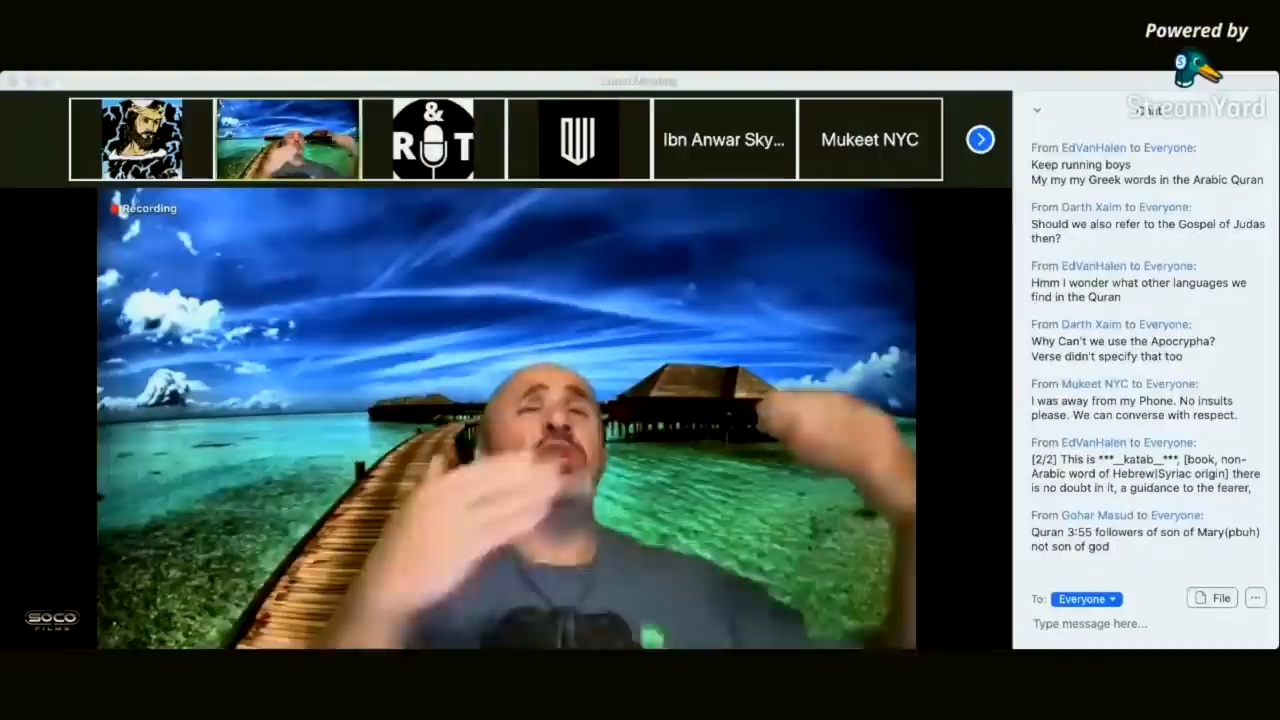 Powered by
StreamYard
&
R T
Ibn Anwar Sky...
Mukeet NYC
Recording
From EdVanHalen to Everyone:
Keep running boys
My my my Greek words in the Arabic Quran
From Darth Xaim to Everyone:
Should we also refer to the Gospel of Judas
then?
From EdVanHalen to Everyone:
Hmm I wonder what other languages we
find in the Quran
From Darth Xaim to Everyone:
Why Can't we use the Apocrypha?
Verse didn't specify that too
From Mukeet NYC to Everyone:
I was away from my Phone. No insults
please. We can converse with respect.
From EdVanHalen to Everyone:
[2/2] This is ***__katab__***, [book, non-
Arabic word of Hebrew|Syriac origin] there
is no doubt in it, a guidance to the fearer,
From Gohar Masud to Everyone:
Quran 3:55 followers of son of Mary(pbuh)
not son of god
To: Everyone
File
Type message here...
SOCO
FILMS